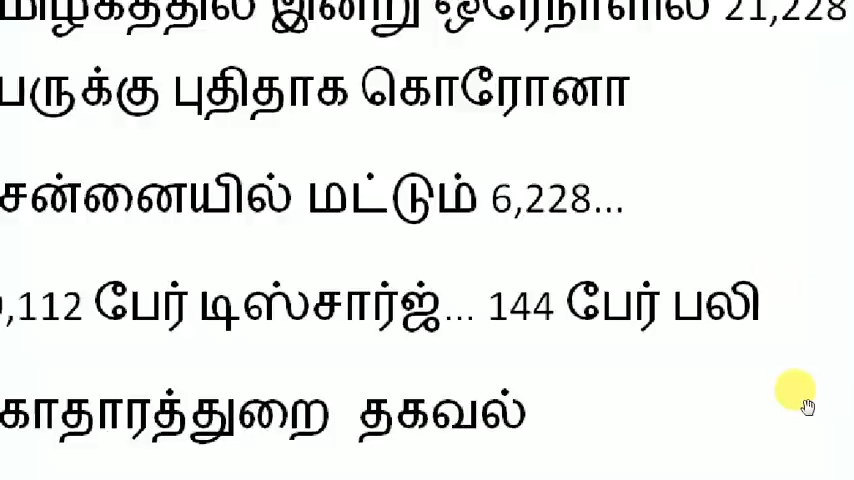 மிழகத்தில் இன்று ஒரேநாளில் 21,228
பருக்கு புதிதாக கொரோனா
சன்னையில் மட்டும் 6,228...
,112 பேர் டிஸ்சார்ஜ்... 144 பேர் பலி
காதாரத்துறை தகவல்